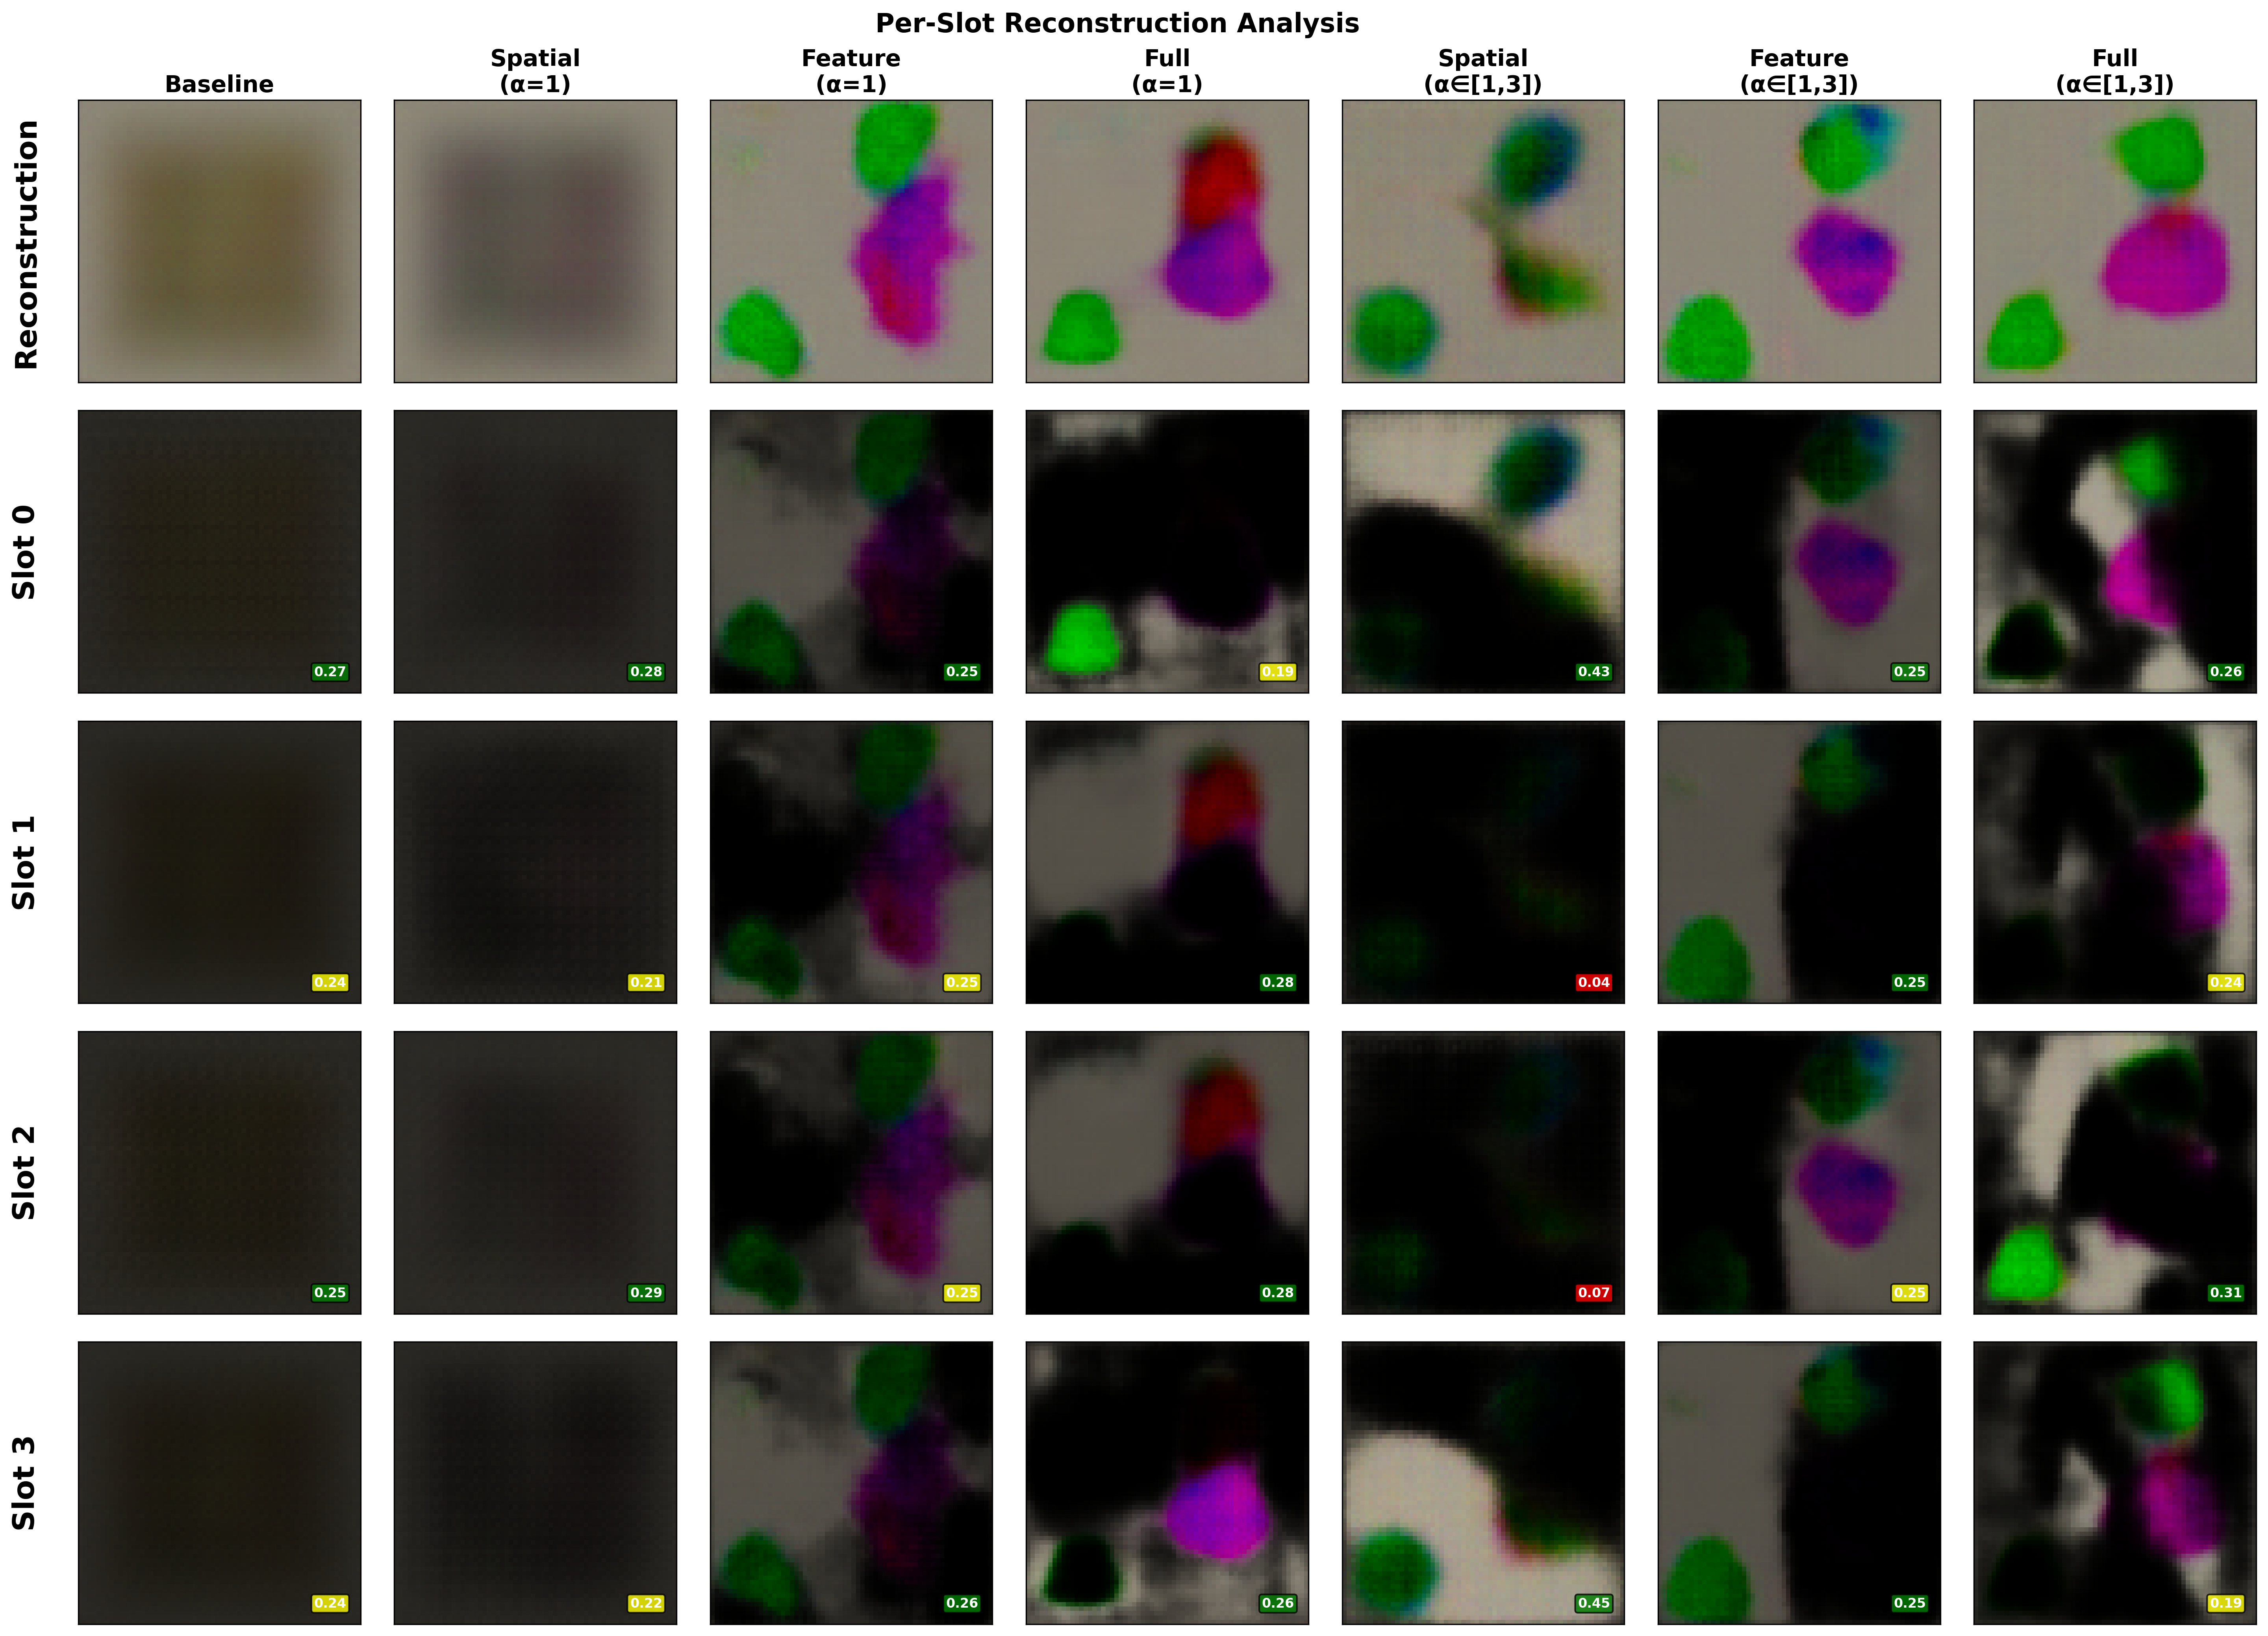 Per-Slot Reconstruction Analysis
Baseline
Spatial
(α=1)
Feature
(α=1)
Full
(α=1)
Spatial
(α∈[1,3])
Feature
(α∈[1,3])
Full
(α∈[1,3])
Reconstruction
Slot 0
0.27
0.28
0.25
0.19
0.43
0.25
0.26
Slot 1
0.24
0.21
0.25
0.28
0.04
0.25
0.24
Slot 2
0.25
0.29
0.25
0.28
0.07
0.25
0.31
Slot 3
0.24
0.22
0.26
0.26
0.45
0.25
0.19